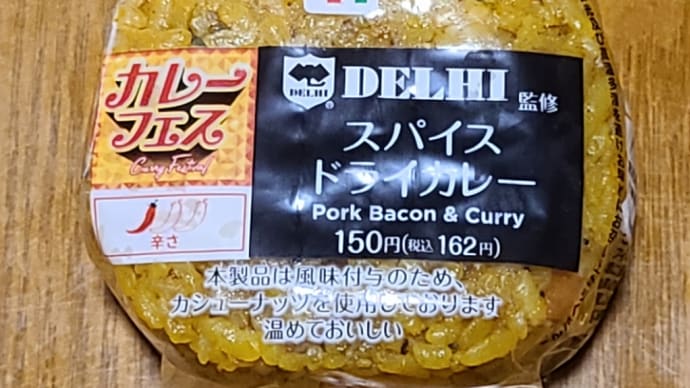 カレー
フェス
Curry Festival
辛さ
DELHI
®
DELHI 監修
スパイス
ドライカレー
Pork Bacon & Curry
150円(税込162円)
本製品は風味付与のため、
カシューナッツを使用しております
温めておいしい